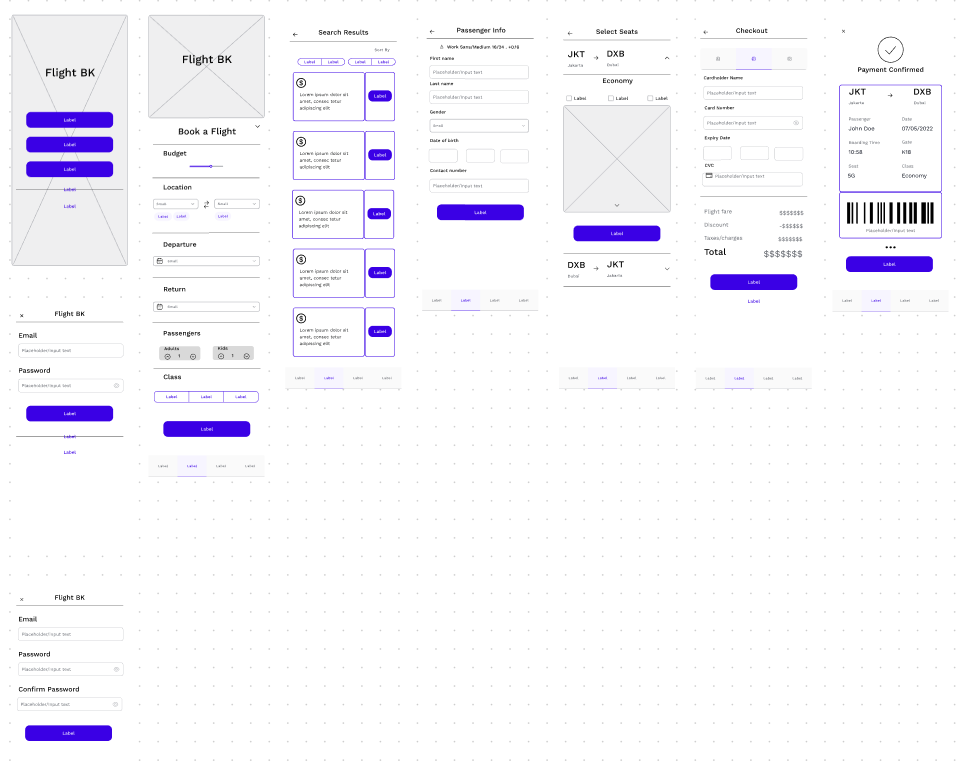 Flight BK
Label
Label
Label
Label
Label
Flight BK
Email
Placeholder/Input text
Password
Placeholder/Input text
Label
Label
Label
Flight BK
Email
Placeholder/Input text
Password
Placeholder/Input text
Confirm Password
Placeholder/Input text
Label
Flight BK
Book a Flight
Budget
Location
Small
Small
Label Label Label
Departure
Small
Return
Small
Passengers
Adults
1
Kids
1
Class
Label Label Label
Label
Label Label Label Label
Search Results
Sort By
Label Label Label Label
Lorem ipsum dolor sit
amet, consec tetur
adipiscing elit
Label
Lorem ipsum dolor sit
amet, consec tetur
adipiscing elit
Label
Lorem ipsum dolor sit
amet, consec tetur
adipiscing elit
Label
Lorem ipsum dolor sit
amet, consec tetur
adipiscing elit
Label
Lorem ipsum dolor sit
amet, consec tetur
adipiscing elit
Label
Label Label Label Label
Passenger Info
Work Sans/Medium 16/24 , +0.15
First name
Placeholder/Input text
Last name
Placeholder/Input text
Gender
Small
Date of birth
Contact number
Placeholder/Input text
Label
Label Label Label Label
Select Seats
JKT DXB
Jakarta Dubai
Economy
Label Label Label
Label
DXB JKT
Dubai Jakarta
Label Label Label Label
Checkout
Cardholder Name
Placeholder/Input text
Card Number
Placeholder/Input text
Expiry Date
CVC
Placeholder/Input text
Flight fare $$$$$$$
Discount -$$$$$$
Taxes/charges $$$$$$$
Total $$$$$$$
Label
Label
Label Label Label Label
Payment Confirmed
JKT DXB
Jakarta Dubai
Passenger Date
John Doe 07/05/2022
Boarding Time Gate
10:58 K18
Seat Class
5G Economy
Placeholder/Input text
Label
Label Label Label Label